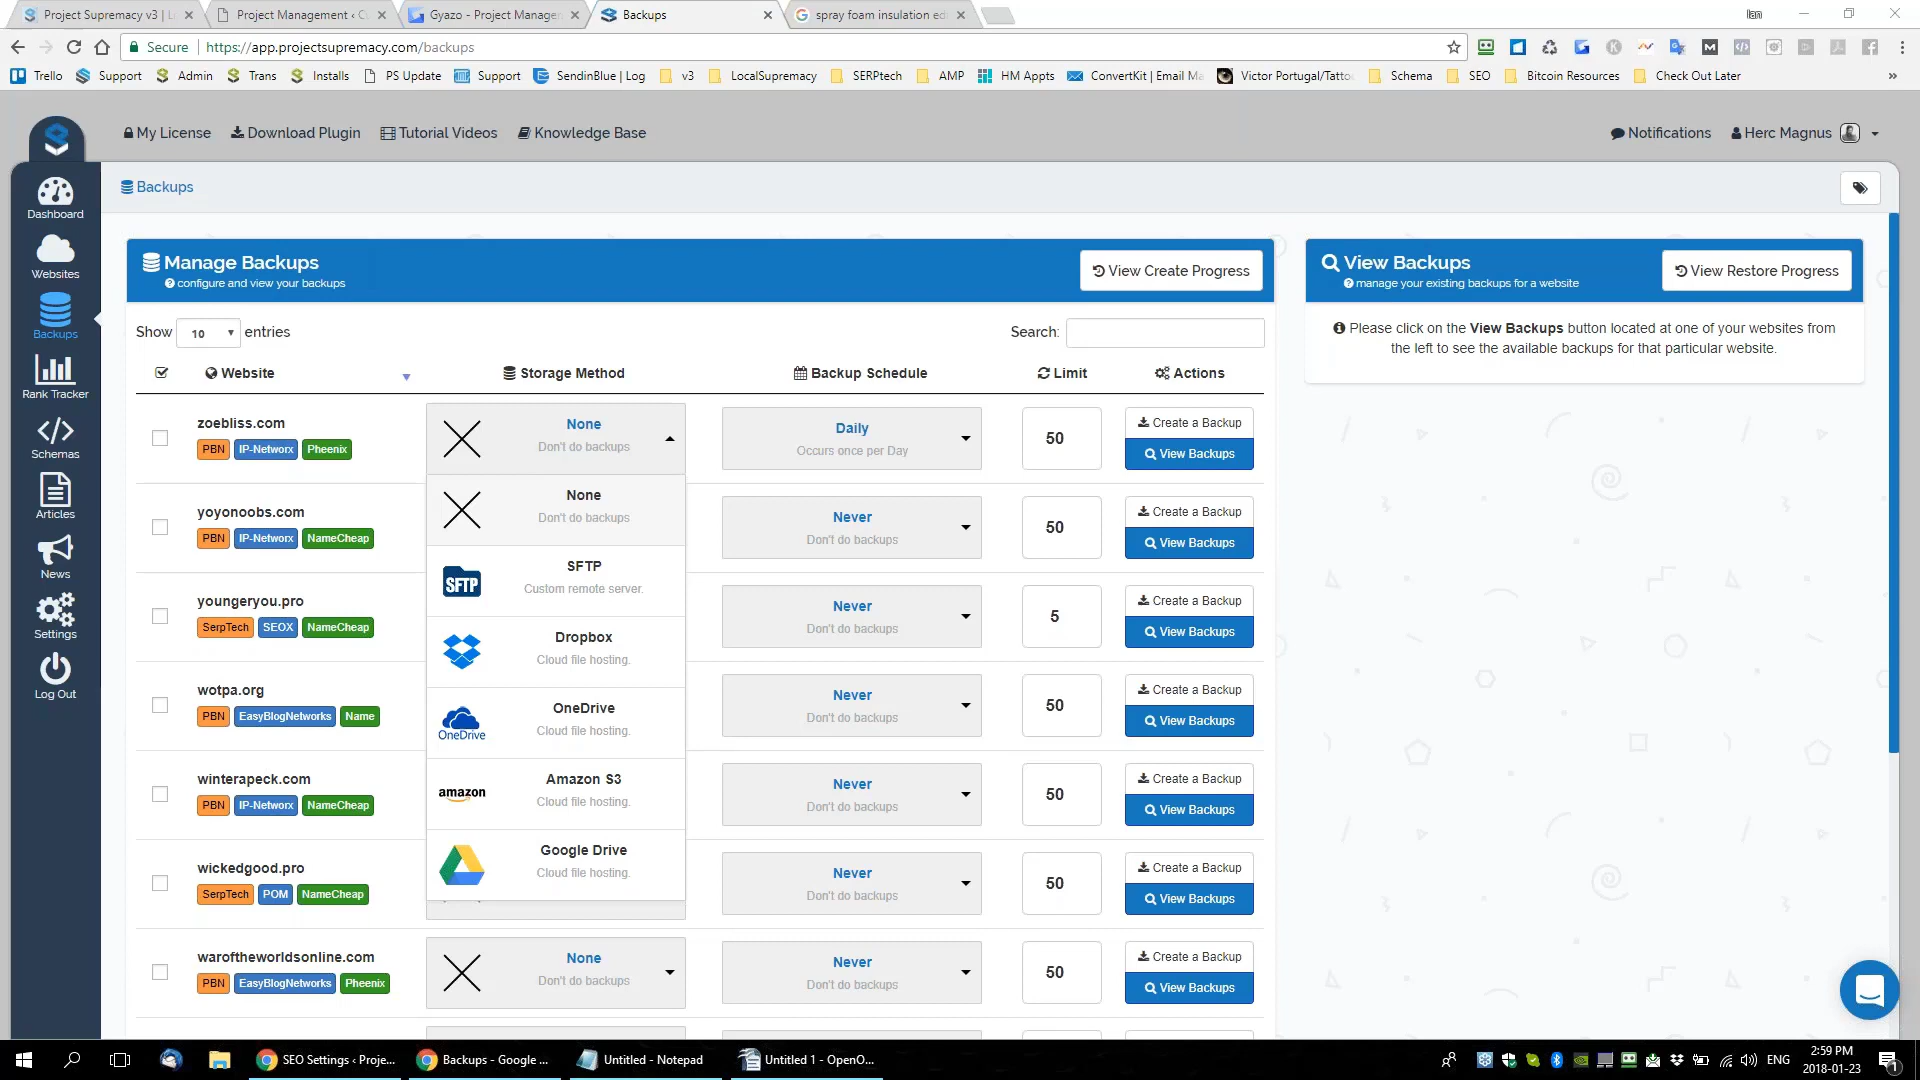 Project Supremacy v3 | L
Project Management ‹ C
Gyazo - Project Manager
Backups
spray foam insulation ed
Ian
Secure
https://app.projectsupremacy.com/backups
Trello
Support
Admin
Trans
Installs
PS Update
Support
SendinBlue | Log
v3
LocalSupremacy
SERPtech
AMP
HM Appts
ConvertKit | Email Ma
Victor Portugal/Tatto
Schema
SEO
Bitcoin Resources
Check Out Later
»
My License
Download Plugin
Tutorial Videos
Knowledge Base
Notifications
Herc Magnus
Dashboard
Websites
Backups
Rank Tracker
Schemas
Articles
News
Settings
Log Out
Backups
Manage Backups
configure and view your backups
View Create Progress
Show 10 entries
Search:
Website
Storage Method
Backup Schedule
Limit
Actions
zoebliss.com
PBN IP-Networx Pheenix
None
Don't do backups
Daily
Occurs once per Day
50
Create a Backup
View Backups
None
Don't do backups
SFTP
SFTP
Custom remote server.
Dropbox
Cloud file hosting.
OneDrive
OneDrive
Cloud file hosting.
amazon
Amazon S3
Cloud file hosting.
Google Drive
Cloud file hosting.
yoyonoobs.com
PBN IP-Networx NameCheap
Never
Don't do backups
50
Create a Backup
View Backups
youngeryou.pro
SerpTech SEOX NameCheap
Never
Don't do backups
5
Create a Backup
View Backups
wotpa.org
PBN EasyBlogNetworks Name
Never
Don't do backups
50
Create a Backup
View Backups
winterapeck.com
PBN IP-Networx NameCheap
Never
Don't do backups
50
Create a Backup
View Backups
wickedgood.pro
SerpTech POM NameCheap
Never
Don't do backups
50
Create a Backup
View Backups
waroftheworldsonline.com
PBN EasyBlogNetworks Pheenix
None
Don't do backups
Never
Don't do backups
50
Create a Backup
View Backups
View Backups
manage your existing backups for a website
View Restore Progress
Please click on the View Backups button located at one of your websites from
the left to see the available backups for that particular website.
SEO Settings ‹ Proje...
Backups - Google ...
Untitled - Notepad
Untitled 1 - OpenO...
ENG
2:59 PM
2018-01-23
1